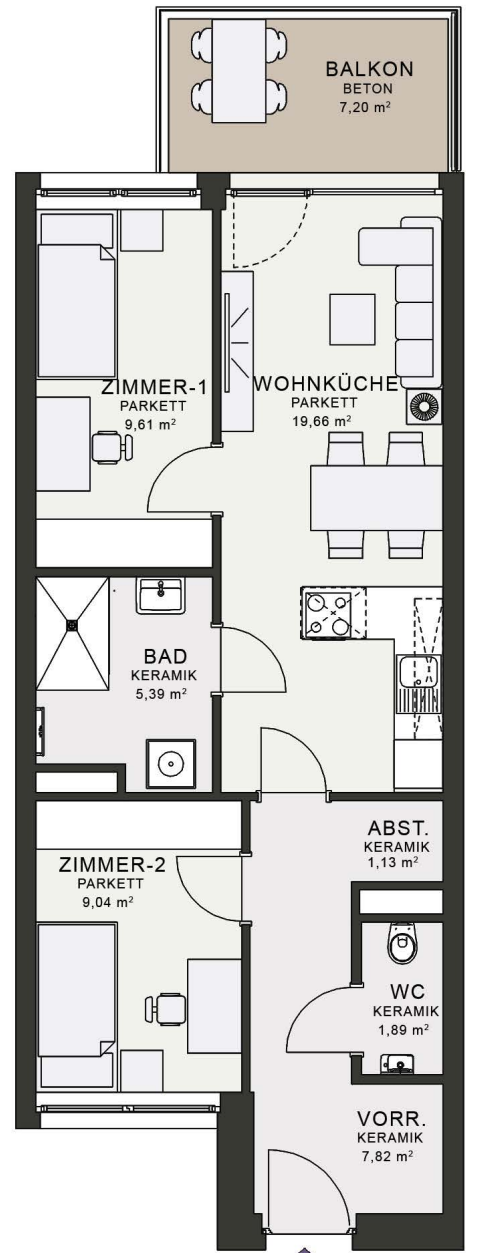 BALKON
BETON
7,20 m²
ZIMMER-1
PARKETT
9,61 m²
WOHNKÜCHE
PARKETT
19,66 m²
BAD
KERAMIK
5,39 m²
ABST.
KERAMIK
1,13 m²
ZIMMER-2
PARKETT
9,04 m²
WC
KERAMIK
1,89 m²
VORR.
KERAMIK
7,82 m²